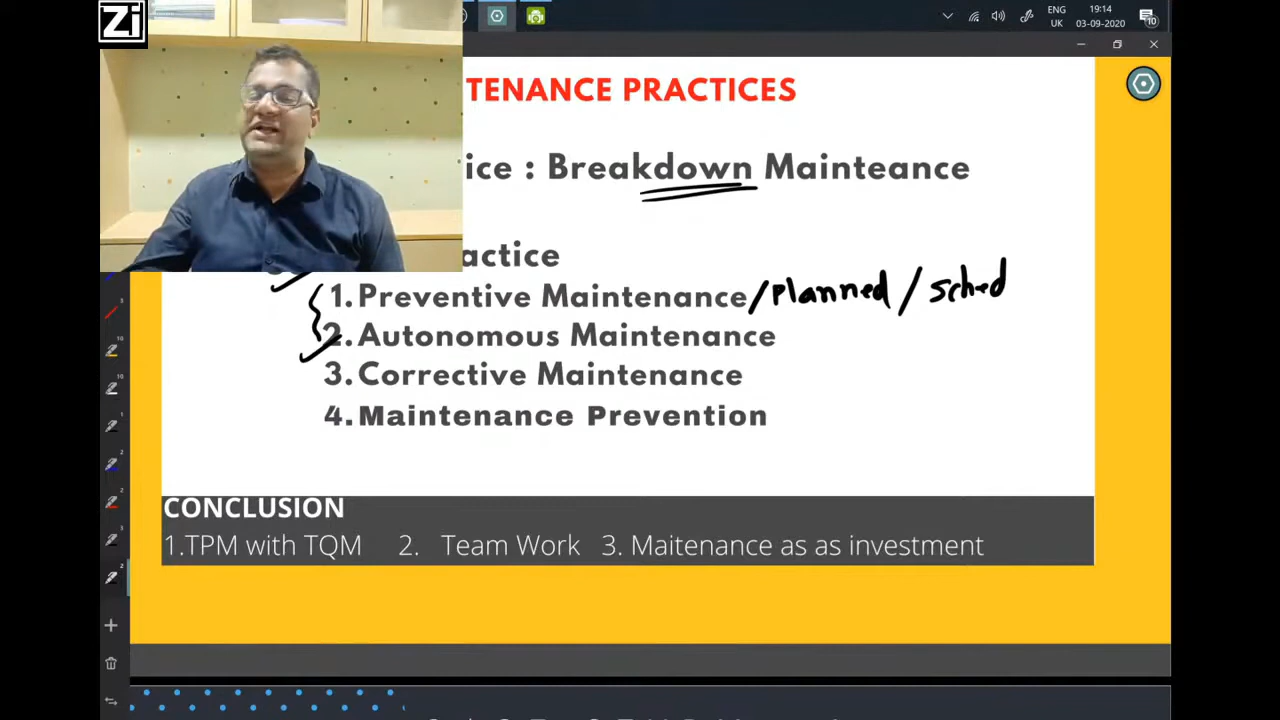 Zi
ENG
UK
19:14
03-09-2020
10
TENANCE PRACTICES
ice : Breakdown Mainteance
actice
1. Preventive Maintenance/planned/sched
2. Autonomous Maintenance
3. Corrective Maintenance
4. Maintenance Prevention
CONCLUSION
1.TPM with TQM 2. Team Work 3. Maitenance as as investment